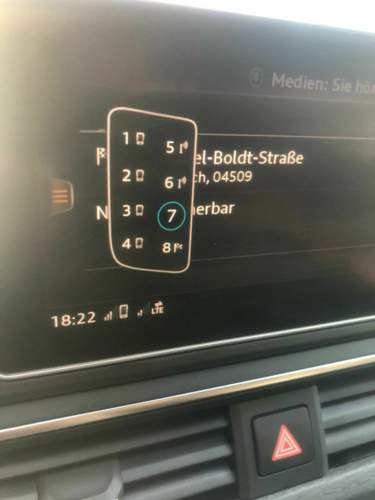 Medien: Sie hör
1 5
2 6
3 7
4 8
el-Boldt-Straße
ch, 04509
N erbar
18:22 LTE